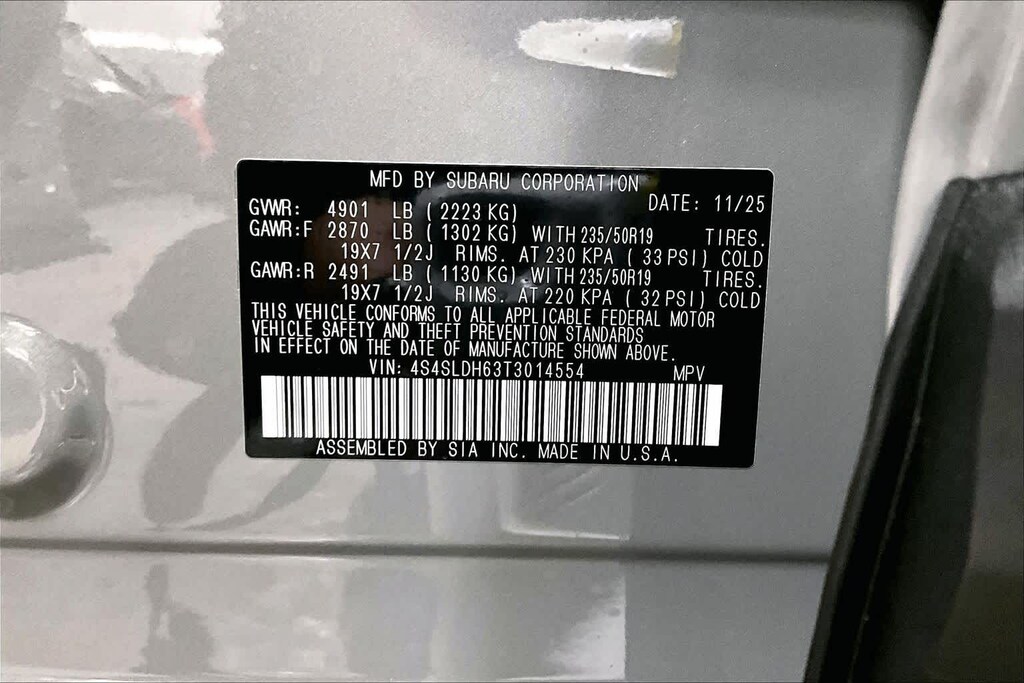 MFD BY SUBARU CORPORATION
DATE: 11/25
GVWR: 4901 LB ( 2223 KG)
GAWR:F 2870 LB ( 1302 KG) WITH 235/50R19 TIRES.
19X7 1/2J RIMS. AT 230 KPA ( 33 PSI) COLD
GAWR:R 2491 LB ( 1130 KG) WITH 235/50R19 TIRES.
19X7 1/2J RIMS. AT 220 KPA ( 32 PSI) COLD
THIS VEHICLE CONFORMS TO ALL APPLICABLE FEDERAL MOTOR
VEHICLE SAFETY AND THEFT PREVENTION STANDARDS
IN EFFECT ON THE DATE OF MANUFACTURE SHOWN ABOVE.
VIN: 4S4SLDH63T3014554 MPV
ASSEMBLED BY SIA INC. MADE IN U.S.A.